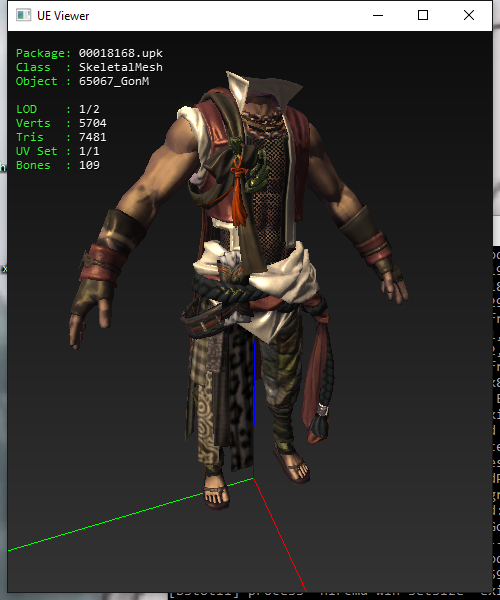 UE Viewer
Package: 00018168.upk
Class : SkeletalMesh
Object : 65067_GonM
LOD : 1/2
Verts : 5704
Tris : 7481
UV Set : 1/1
Bones : 109